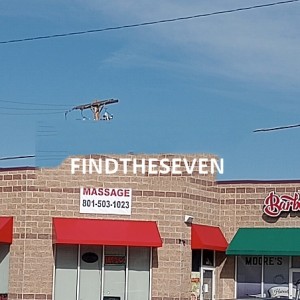 FINDTHESEVEN
MASSAGE
801-503-1023
MOORE'S